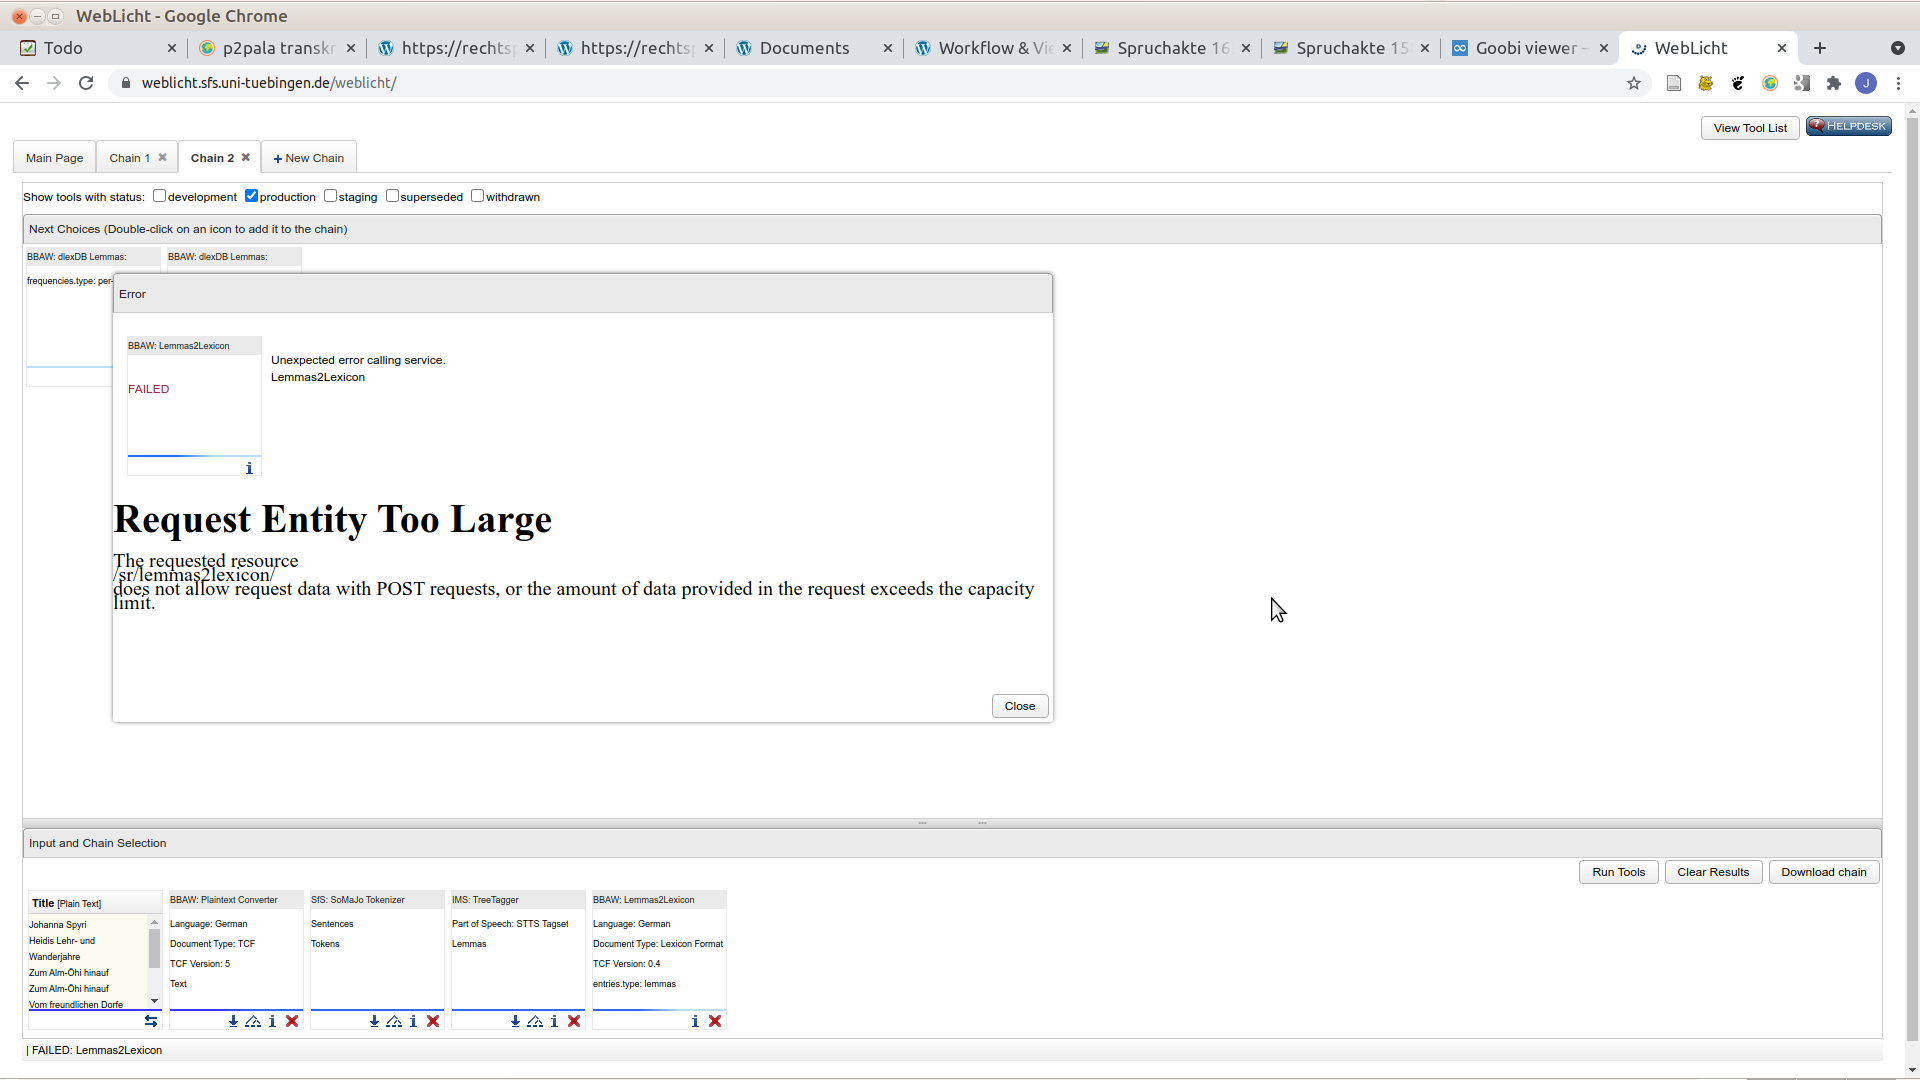 WebLicht - Google Chrome
Todo
p2pala transkr
https://rechtsp
https://rechtsp
Documents
Workflow & Vie
Spruchakte 16
Spruchakte 15
Goobi viewer –
WebLicht
weblicht.sfs.uni-tuebingen.de/weblicht/
J
View Tool List
HELPDESK
Main Page
Chain 1
Chain 2
+ New Chain
Show tools with status: development production staging superseded withdrawn
Next Choices (Double-click on an icon to add it to the chain)
BBAW: dlexDB Lemmas:
BBAW: dlexDB Lemmas:
frequencies.type: per-
Error
BBAW: Lemmas2Lexicon
FAILED
Unexpected error calling service.
Lemmas2Lexicon
Request Entity Too Large
The requested resource
/sr/lemmas2lexicon/
does not allow request data with POST requests, or the amount of data provided in the request exceeds the capacity
limit.
Close
Input and Chain Selection
Run Tools
Clear Results
Download chain
Title [Plain Text]
Johanna Spyri
Heidis Lehr- und
Wanderjahre
Zum Alm-Öhi hinauf
Zum Alm-Öhi hinauf
Vom freundlichen Dorfe
BBAW: Plaintext Converter
Language: German
Document Type: TCF
TCF Version: 5
Text
SfS: SoMaJo Tokenizer
Sentences
Tokens
IMS: TreeTagger
Part of Speech: STTS Tagset
Lemmas
BBAW: Lemmas2Lexicon
Language: German
Document Type: Lexicon Format
TCF Version: 0.4
entries.type: lemmas
| FAILED: Lemmas2Lexicon